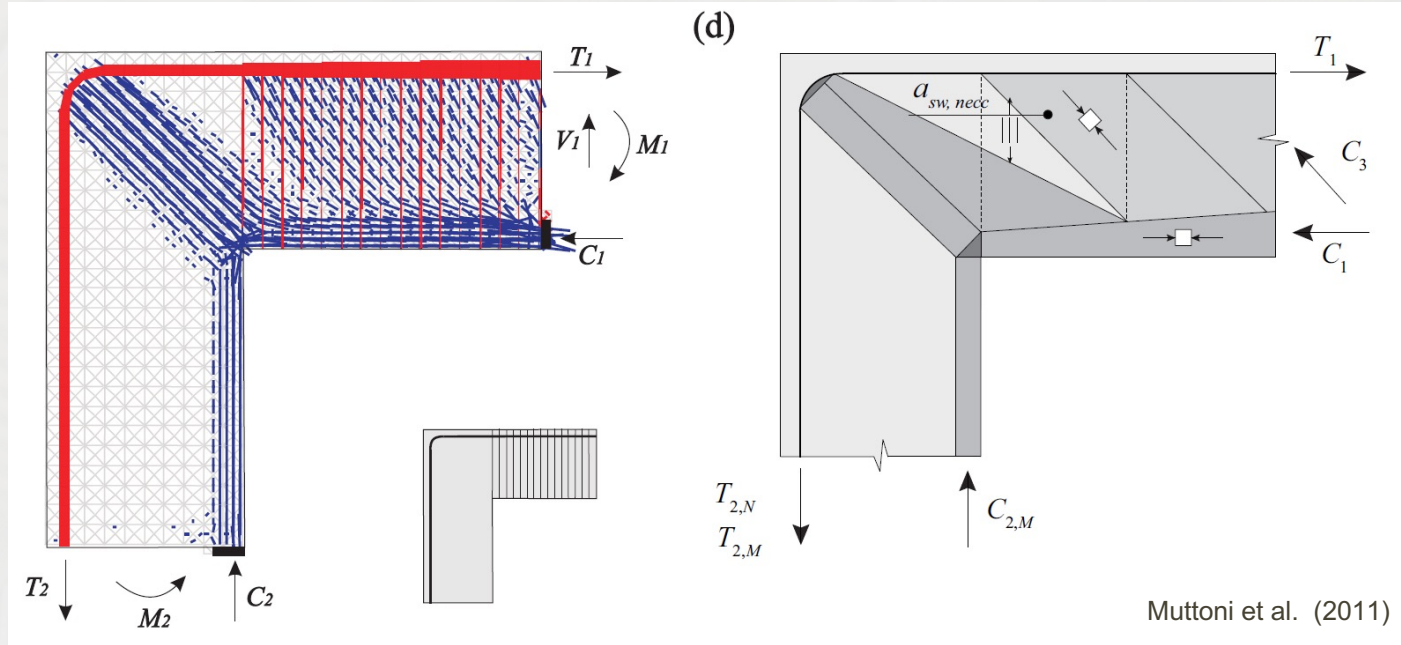 (d)
T1
V1
M1
C1
T2
M2
C2
a sw, necc
T1
C3
C1
T2,N
T2,M
C2,M
Muttoni et al. (2011)